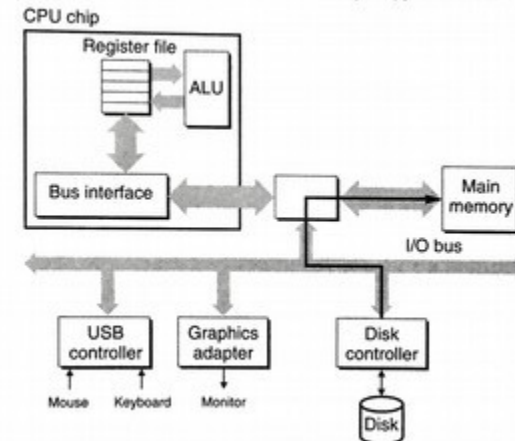 CPU chip
Register file
ALU
Bus interface
Main
memory
I/O bus
USB
controller
Graphics
adapter
Disk
controller
Mouse
Keyboard
Monitor
Disk